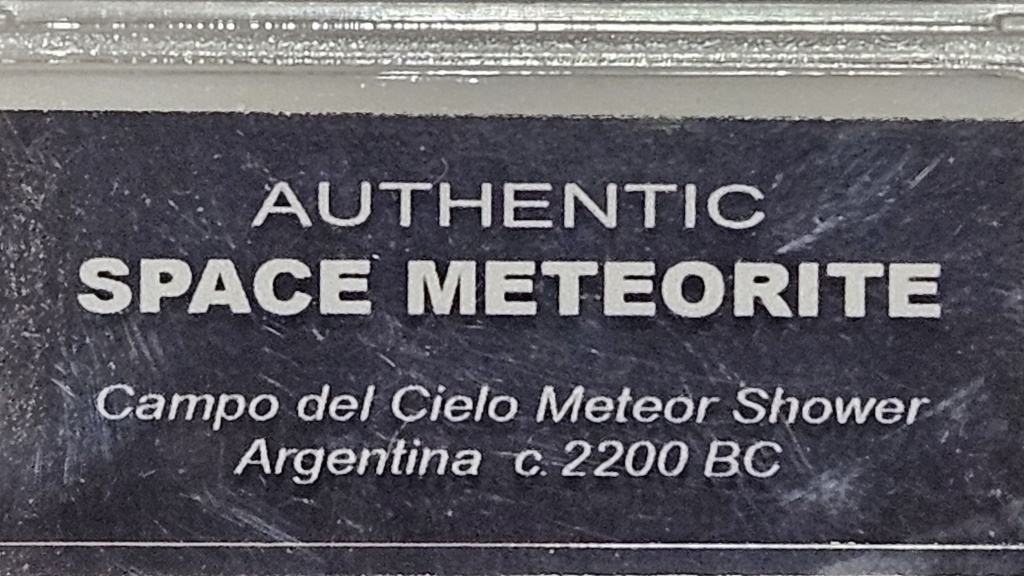 AUTHENTIC
SPACE METEORITE
Campo del Cielo Meteor Shower
Argentina c. 2200 BC